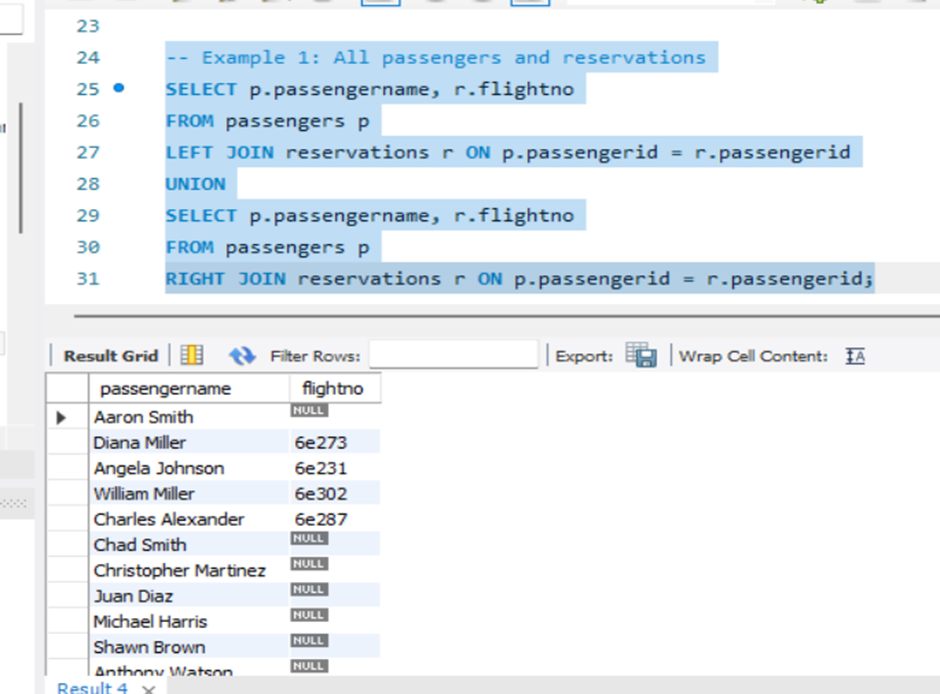 23
24 -- Example 1: All passengers and reservations
25 SELECT p.passengername, r.flightno
26 FROM passengers p
27 LEFT JOIN reservations r ON p.passengerid = r.passengerid
28 UNION
29 SELECT p.passengername, r.flightno
30 FROM passengers p
31 RIGHT JOIN reservations r ON p.passengerid = r.passengerid;
Result Grid Filter Rows: Export: Wrap Cell Content: IA
passengername flightno
Aaron Smith NULL
Diana Miller 6e273
Angela Johnson 6e231
William Miller 6e302
Charles Alexander 6e287
Chad Smith NULL
Christopher Martinez NULL
Juan Diaz NULL
Michael Harris NULL
Shawn Brown NULL
Anthony Watson NULL
Result 4